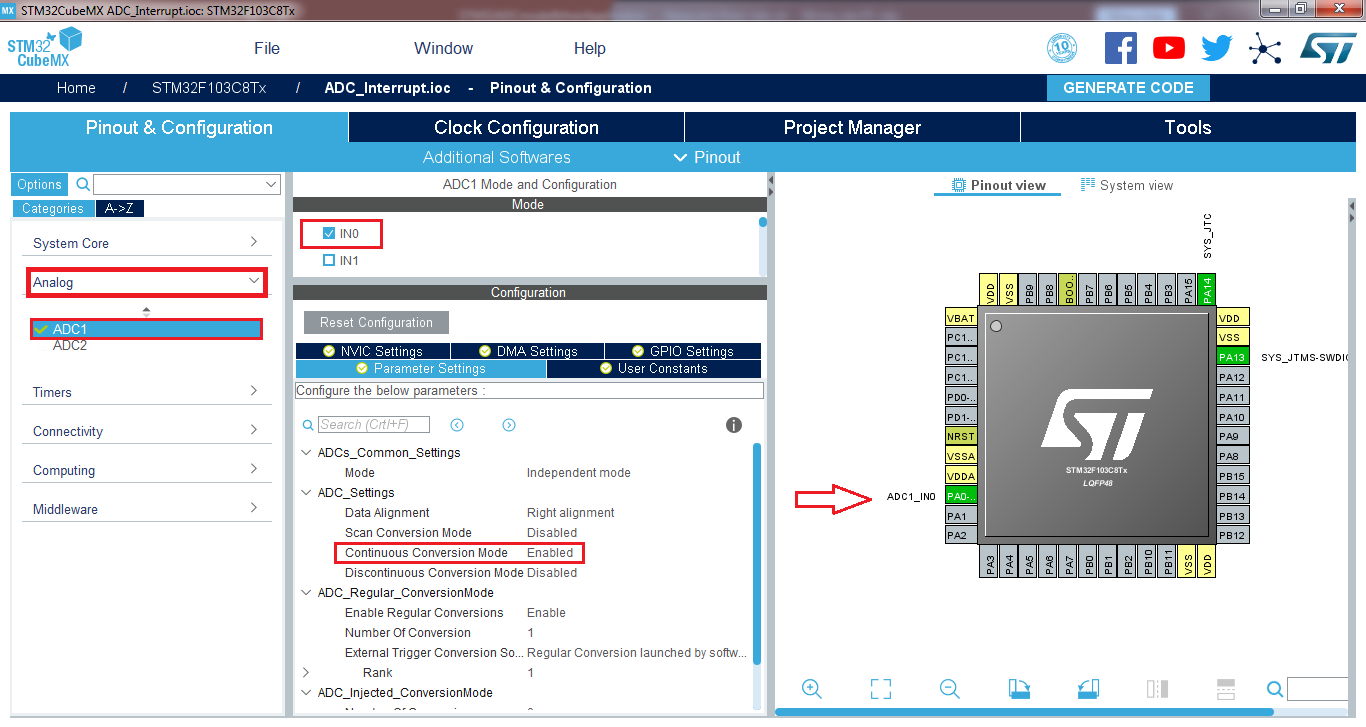 MX STM32CubeMX ADC_Interrupt.ioc: STM32F103C8Tx
STM32
CubeMX
File Window Help
10
ST
Home / STM32F103C8Tx / ADC_Interrupt.ioc - Pinout & Configuration GENERATE CODE
Pinout & Configuration Clock Configuration Project Manager Tools
Additional Softwares Pinout
Options
Categories A->Z
System Core
Analog
ADC1
ADC2
Timers
Connectivity
Computing
Middleware
ADC1 Mode and Configuration
Mode
IN0
IN1
Configuration
Reset Configuration
NVIC Settings DMA Settings GPIO Settings
Parameter Settings User Constants
Configure the below parameters :
Search (Crtl+F)
ADCs_Common_Settings
Mode Independent mode
ADC_Settings
Data Alignment Right alignment
Scan Conversion Mode Disabled
Continuous Conversion Mode Enabled
Discontinuous Conversion Mode Disabled
ADC_Regular_ConversionMode
Enable Regular Conversions Enable
Number Of Conversion 1
External Trigger Conversion So... Regular Conversion launched by softw...
Rank 1
ADC_Injected_ConversionMode
Pinout view System view
SYS_JTC
VDD VSS PB9 PB8 BOO.. PB7 PB6 PB5 PB4 PB3 PA15 PA14
VBAT
PC1..
PC1..
PC1..
PD0-..
PD1-..
NRST
VSSA
VDDA
ADC1_IN0 PA0-..
PA1
PA2
ST
STM32F103C8Tx
LQFP48
VDD
VSS
PA13 SYS_JTMS-SWDIO
PA12
PA11
PA10
PA9
PA8
PB15
PB14
PB13
PB12
PA3 PA4 PA5 PA6 PA7 PB0 PB1 PB2 PB10 PB11 VSS VDD